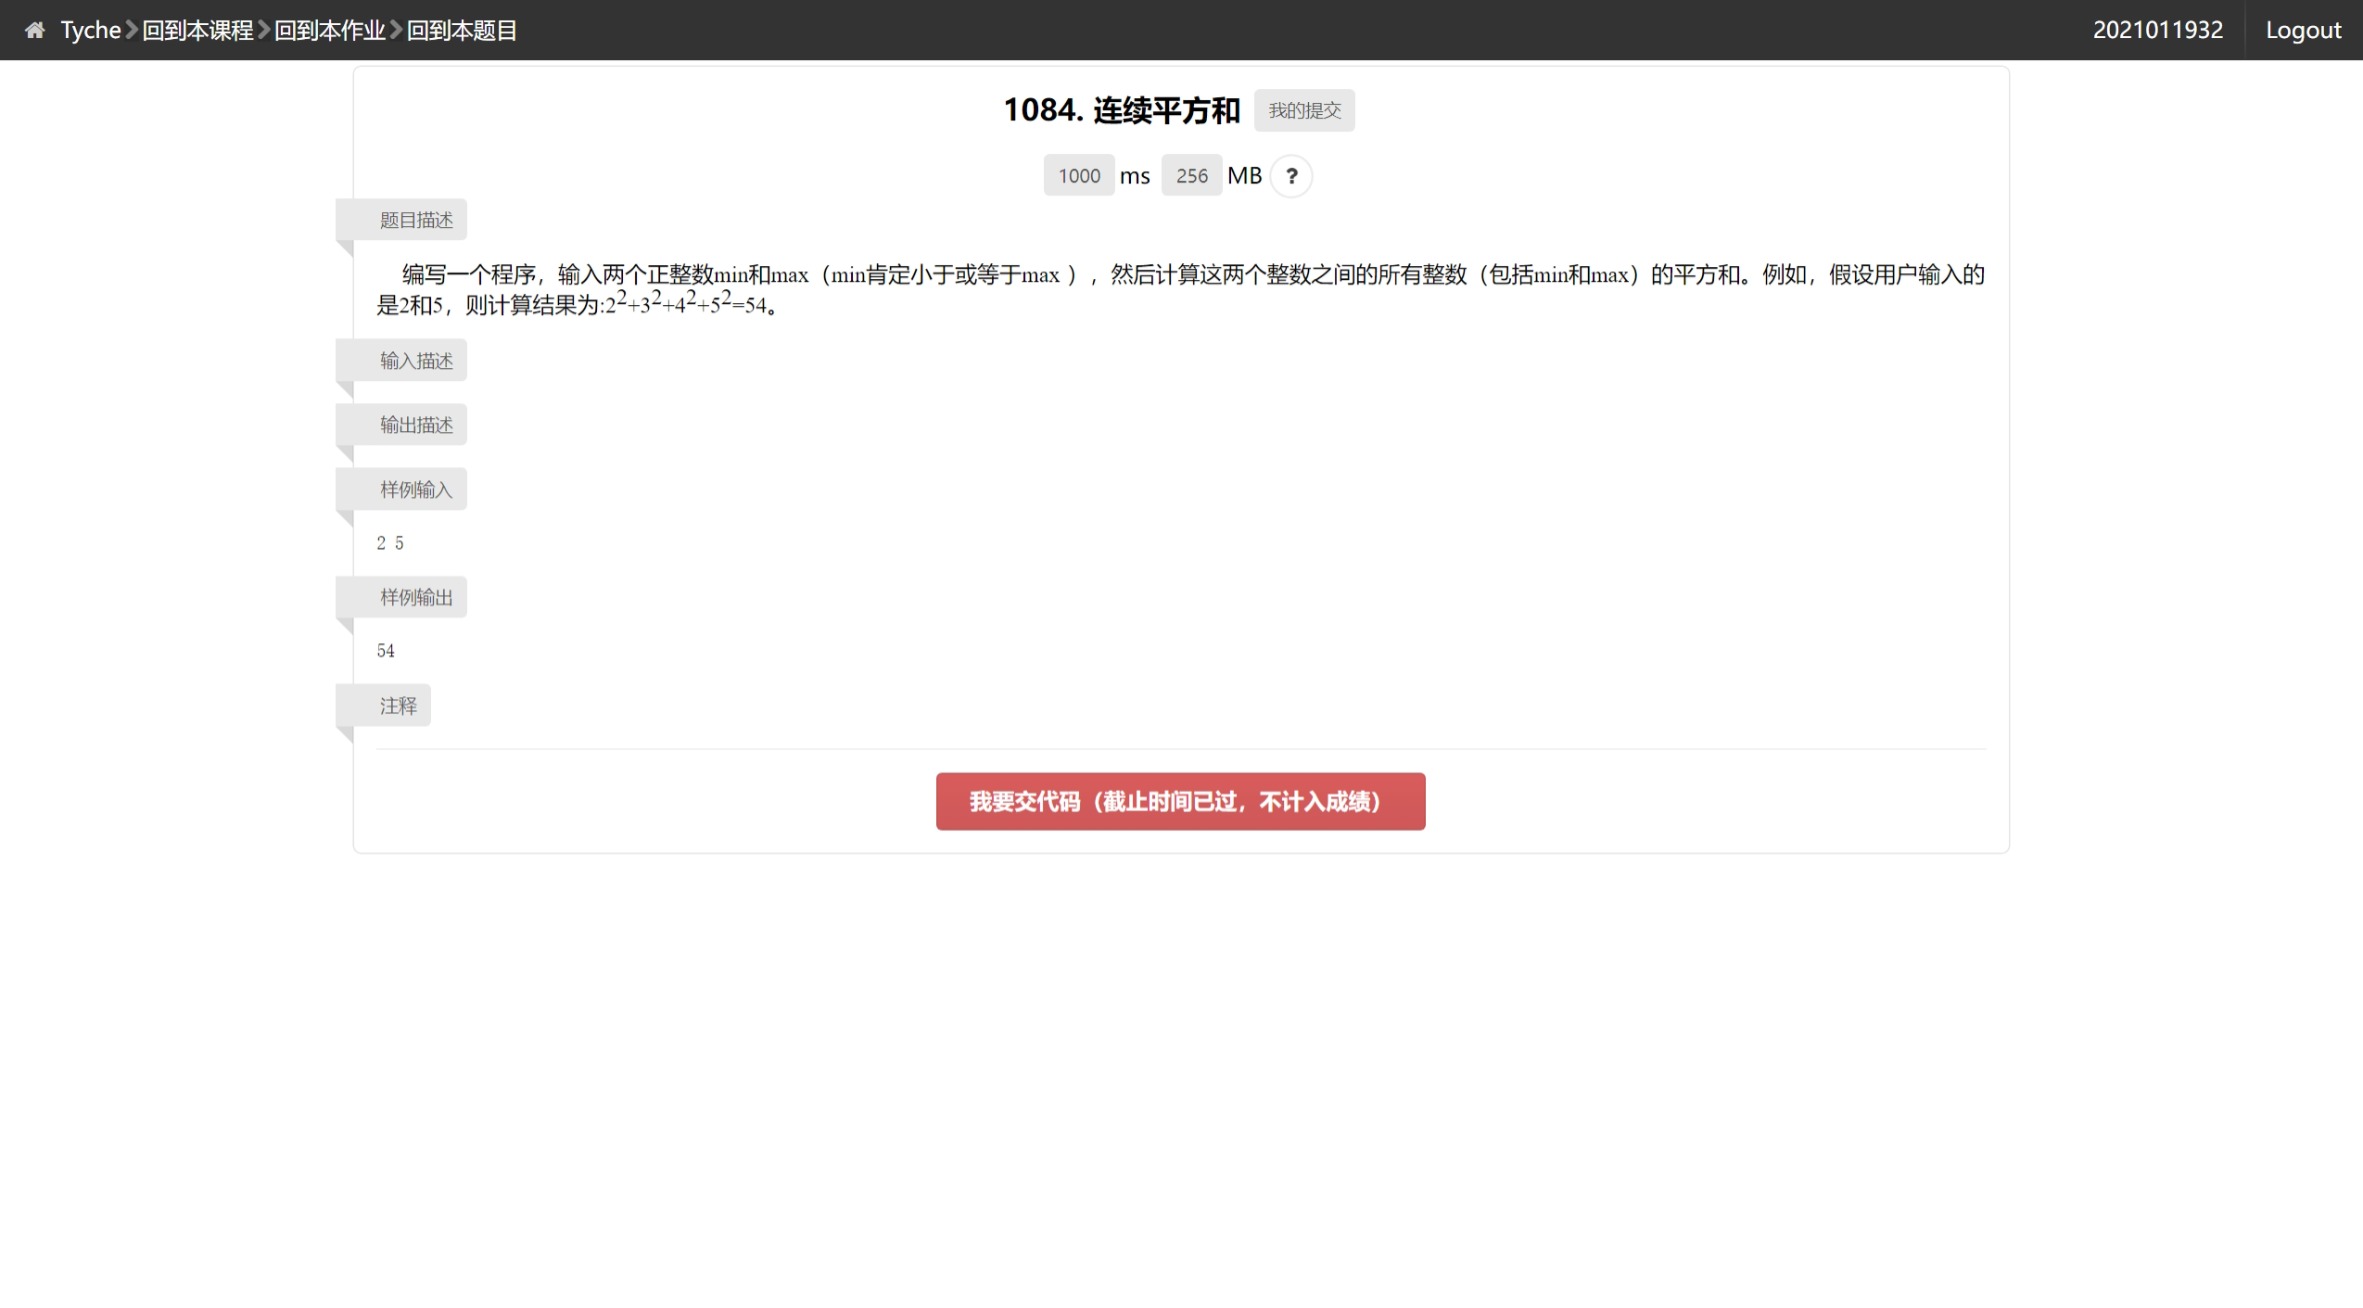 Tyche 回到本课程 回到本作业 回到本题目 2021011932 Logout
1084. 连续平方和 我的提交
1000 ms 256 MB ?
题目描述
编写一个程序，输入两个正整数min和max（min肯定小于或等于max ），然后计算这两个整数之间的所有整数（包括min和max）的平方和。例如，假设用户输入的
是2和5，则计算结果为:2²+3²+4²+5²=54。
输入描述
输出描述
样例输入
2 5
样例输出
54
注释
我要交代码（截止时间已过，不计入成绩）